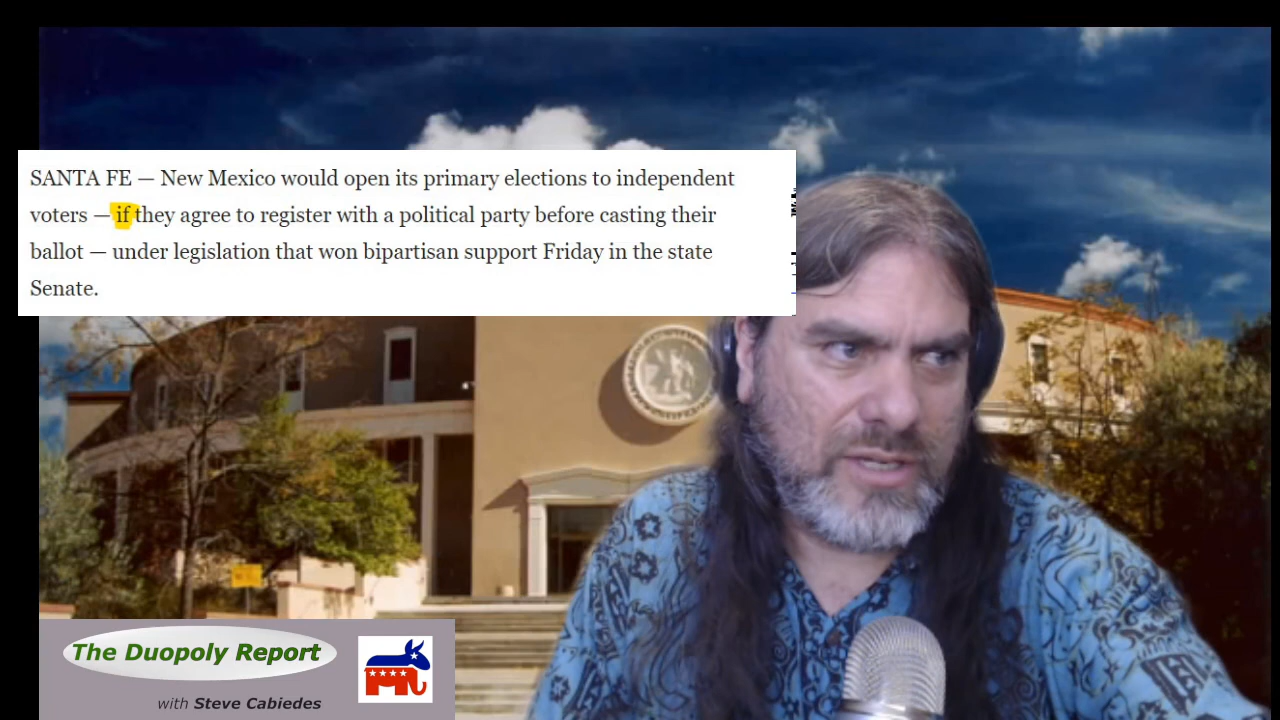 SANTA FE — New Mexico would open its primary elections to independent
voters — if they agree to register with a political party before casting their
ballot — under legislation that won bipartisan support Friday in the state
Senate.
The Duopoly Report
with Steve Cabiedes